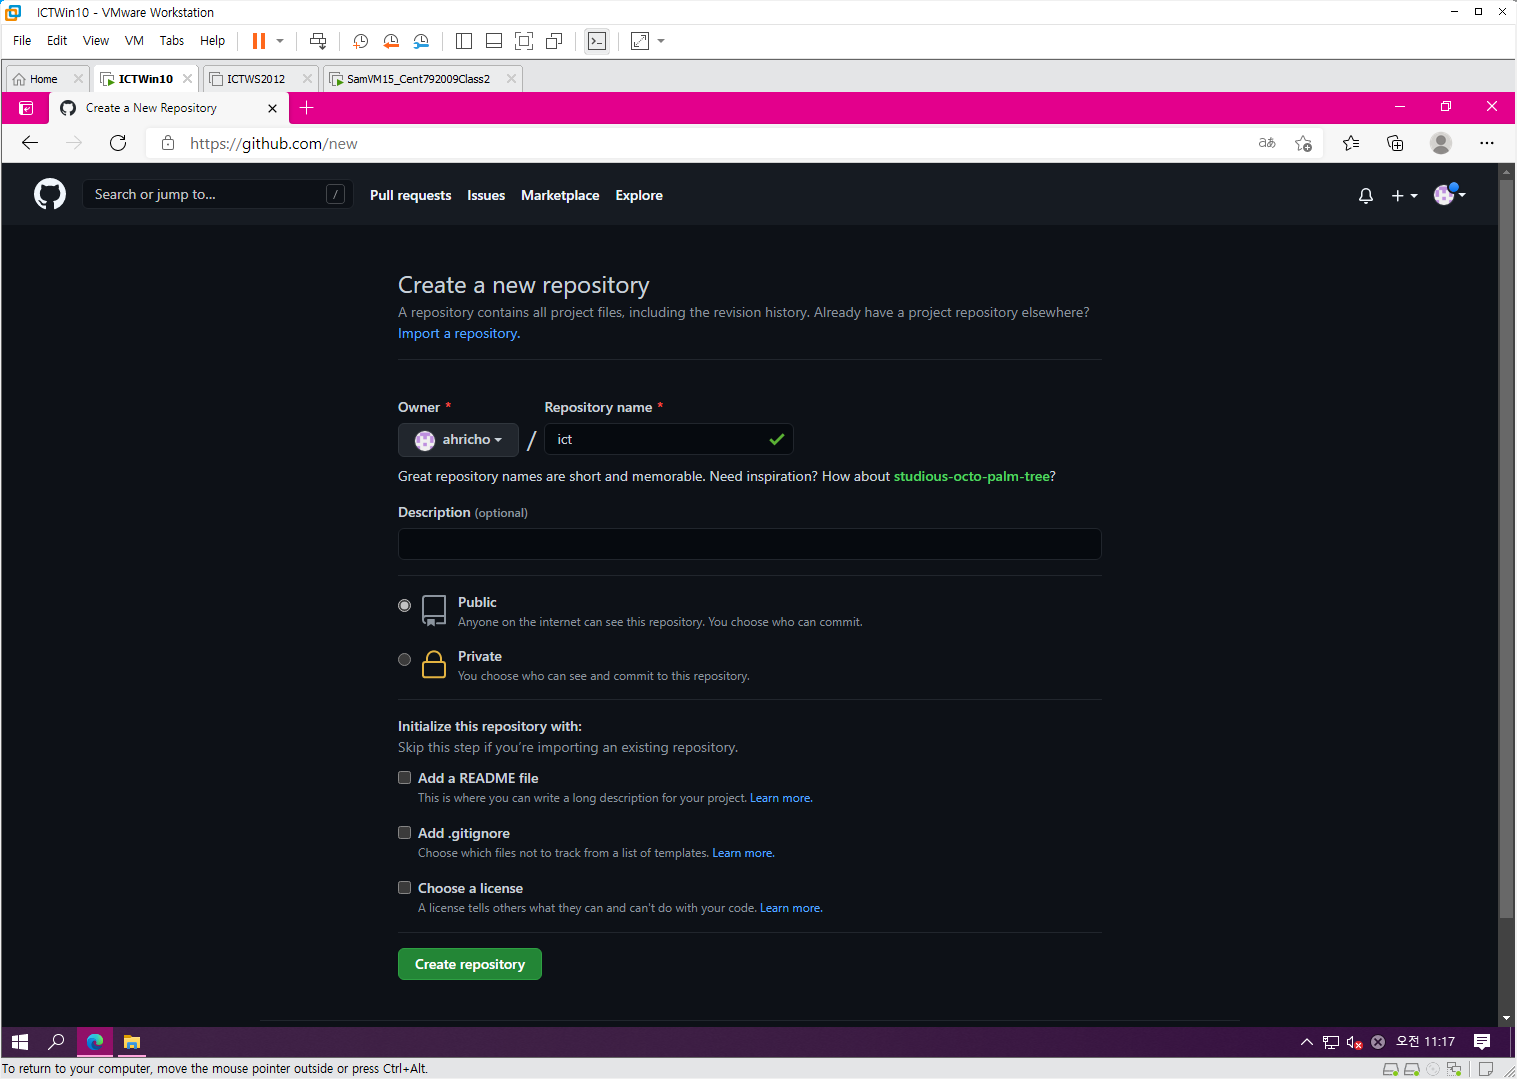 ICTWin10 - VMware Workstation
File Edit View VM Tabs Help
Home ICTWin10 ICTWS2012 SamVM15_Cent792009Class2
Create a New Repository
https://github.com/new
aあ
Search or jump to... /
Pull requests Issues Marketplace Explore
Create a new repository
A repository contains all project files, including the revision history. Already have a project repository elsewhere?
Import a repository.
Owner * Repository name *
ahricho / ict
Great repository names are short and memorable. Need inspiration? How about studious-octo-palm-tree?
Description (optional)
Public
Anyone on the internet can see this repository. You choose who can commit.
Private
You choose who can see and commit to this repository.
Initialize this repository with:
Skip this step if you’re importing an existing repository.
Add a README file
This is where you can write a long description for your project. Learn more.
Add .gitignore
Choose which files not to track from a list of templates. Learn more.
Choose a license
A license tells others what they can and can't do with your code. Learn more.
Create repository
오전 11:17
To return to your computer, move the mouse pointer outside or press Ctrl+Alt.